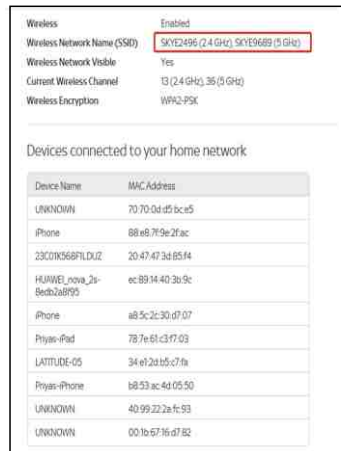 Wireless Enabled
Wireless Network Name (SSID) SKYE2496 (2.4 GHz), SKYE9689 (5 GHz)
Wireless Network Visible Yes
Current Wireless Channel 13 (2.4 GHz), 36 (5 GHz)
Wireless Encryption WPA2-PSK
Devices connected to your home network
Device Name MAC Address
UNKNOWN 70:70:0d:d5:bc:e5
iPhone 88:e8:7f:9e:2f:ac
23C01K568F1LDUZ 20:47:47:3d:85:f4
HUAWEI_nova_2s- ec:89:14:40:3b:9c
8edb2a8f95
iPhone a8:5c:2c:30:d7:07
Priyas-iPad 78:7e:61:c3:f7:03
LATITUDE-05 34:e1:2d:b5:c7:fa
Priyas-iPhone b8:53:ac:4d:05:50
UNKNOWN 40:99:22:2a:fc:93
UNKNOWN 00:1b:67:16:d7:82